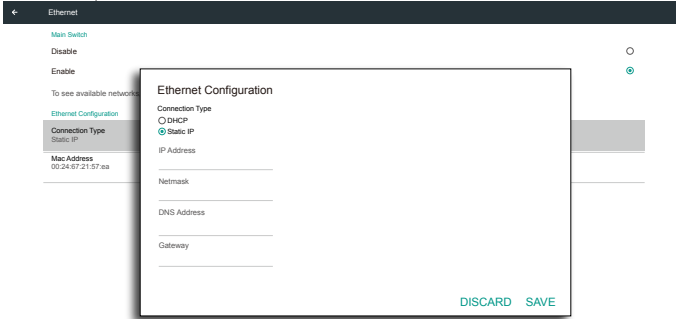 Ethernet
Main Switch
Disable
Enable
To see available networks
Ethernet Configuration
Connection Type
Static IP
Mac Address
00:24:67:21:57:ea
Ethernet Configuration
Connection Type
DHCP
Static IP
IP Address
Netmask
DNS Address
Gateway
DISCARD SAVE